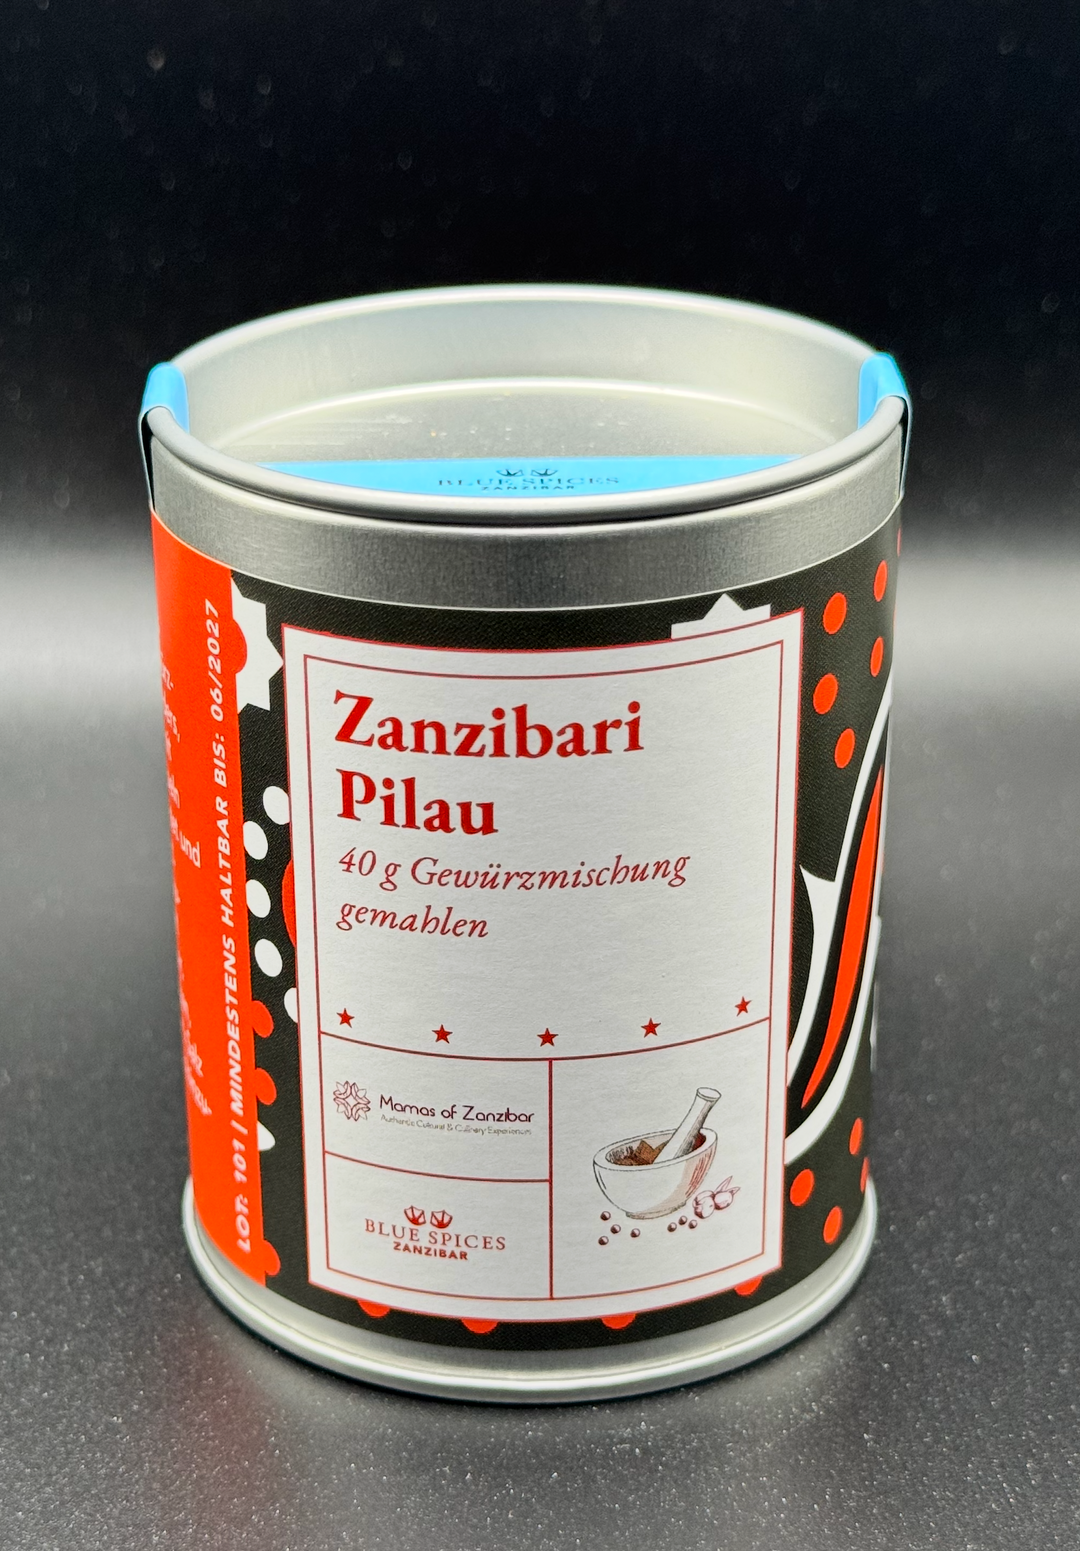 BLUE SPICES
ZANZIBAR
Zanzibari
Pilau
40 g Gewürzmischung
gemahlen
Mamas of Zanzibar
Authentic Cultural & Culinary Experiences
BLUE SPICES
ZANZIBAR
LOT: 101 | MINDESTENS HALTBAR BIS: 06/2027
und